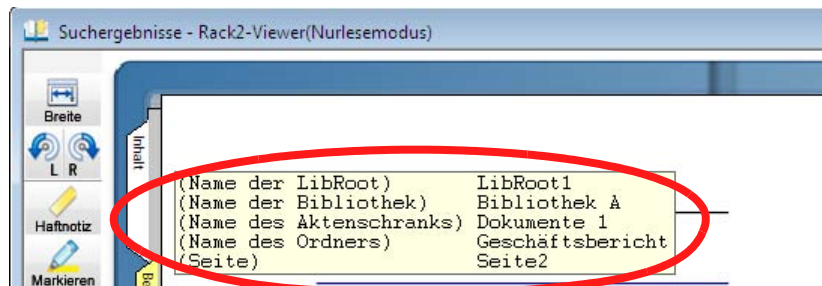 Suchergebnisse - Rack2-Viewer(Nurlesemodus)
Breite
L R
Haftnotiz
Markieren
Inhalt
Be
(Name der LibRoot) LibRoot1
(Name der Bibliothek) Bibliothek A
(Name des Aktenschranks) Dokumente 1
(Name des Ordners) Geschäftsbericht
(Seite) Seite2